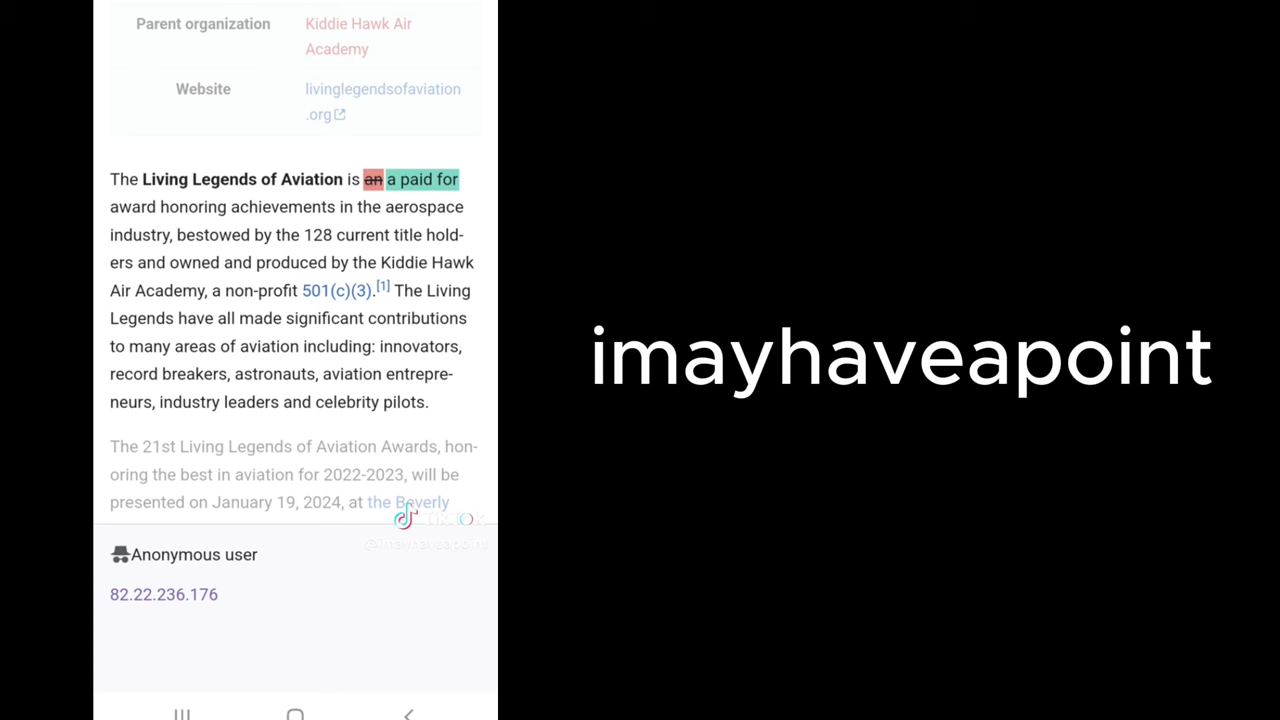 Parent organization Kiddie Hawk Air
Academy
Website livinglegendsofaviation
.org
The Living Legends of Aviation is an a paid for
award honoring achievements in the aerospace
industry, bestowed by the 128 current title hold-
ers and owned and produced by the Kiddie Hawk
Air Academy, a non-profit 501(c)(3).[1] The Living
Legends have all made significant contributions
to many areas of aviation including: innovators,
record breakers, astronauts, aviation entrepre-
neurs, industry leaders and celebrity pilots.
The 21st Living Legends of Aviation Awards, hon-
oring the best in aviation for 2022-2023, will be
presented on January 19, 2024, at the Beverly
TikTok
@imayhaveapoint
Anonymous user
82.22.236.176
imayhaveapoint